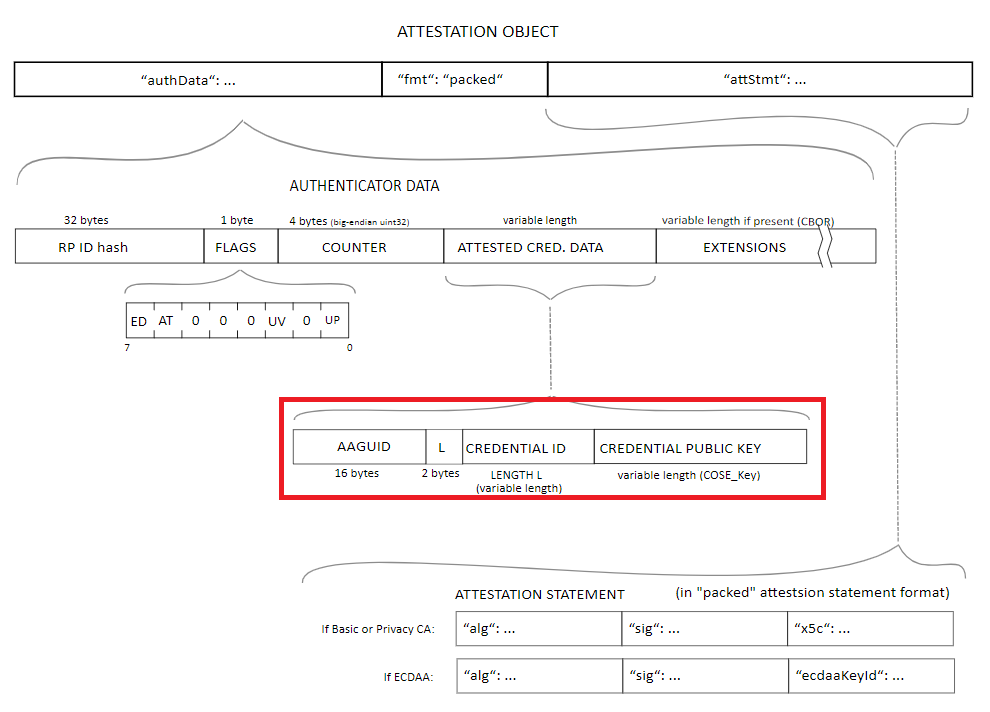 ATTESTATION OBJECT
“authData“: ... “fmt“: “packed“ “attStmt“: ...
AUTHENTICATOR DATA
32 bytes 1 byte 4 bytes (big-endian uint32) variable length variable length if present (CBOR)
RP ID hash FLAGS COUNTER ATTESTED CRED. DATA EXTENSIONS
ED AT 0 0 0 UV 0 UP
7 0
AAGUID L CREDENTIAL ID CREDENTIAL PUBLIC KEY
16 bytes 2 bytes LENGTH L variable length (COSE_Key)
(variable length)
ATTESTATION STATEMENT (in "packed" attestsion statement format)
If Basic or Privacy CA: “alg“: ... “sig“: ... “x5c“: ...
If ECDAA: “alg“: ... “sig“: ... “ecdaaKeyId“: ...